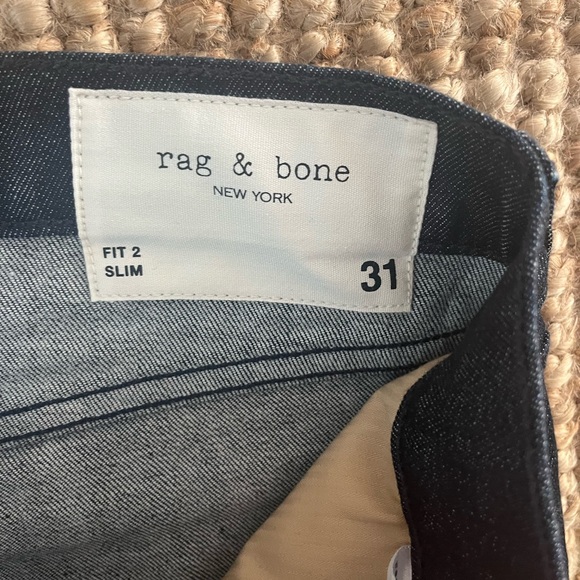 rag & bone
NEW YORK
FIT 2
SLIM
31